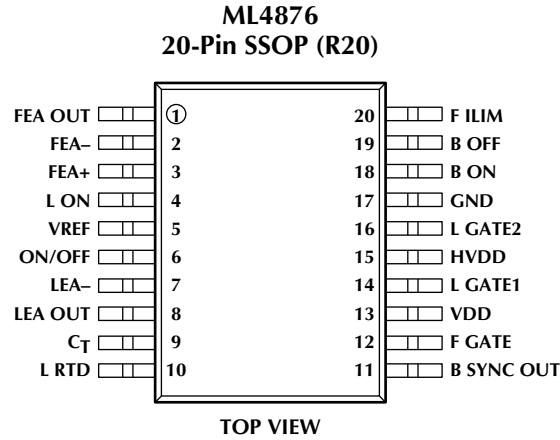 ML4876
20-Pin SSOP (R20)
FEA OUT 1 20 F ILIM
FEA– 2 19 B OFF
FEA+ 3 18 B ON
L ON 4 17 GND
VREF 5 16 L GATE2
ON/OFF 6 15 HVDD
LEA– 7 14 L GATE1
LEA OUT 8 13 VDD
CT 9 12 F GATE
L RTD 10 11 B SYNC OUT
TOP VIEW